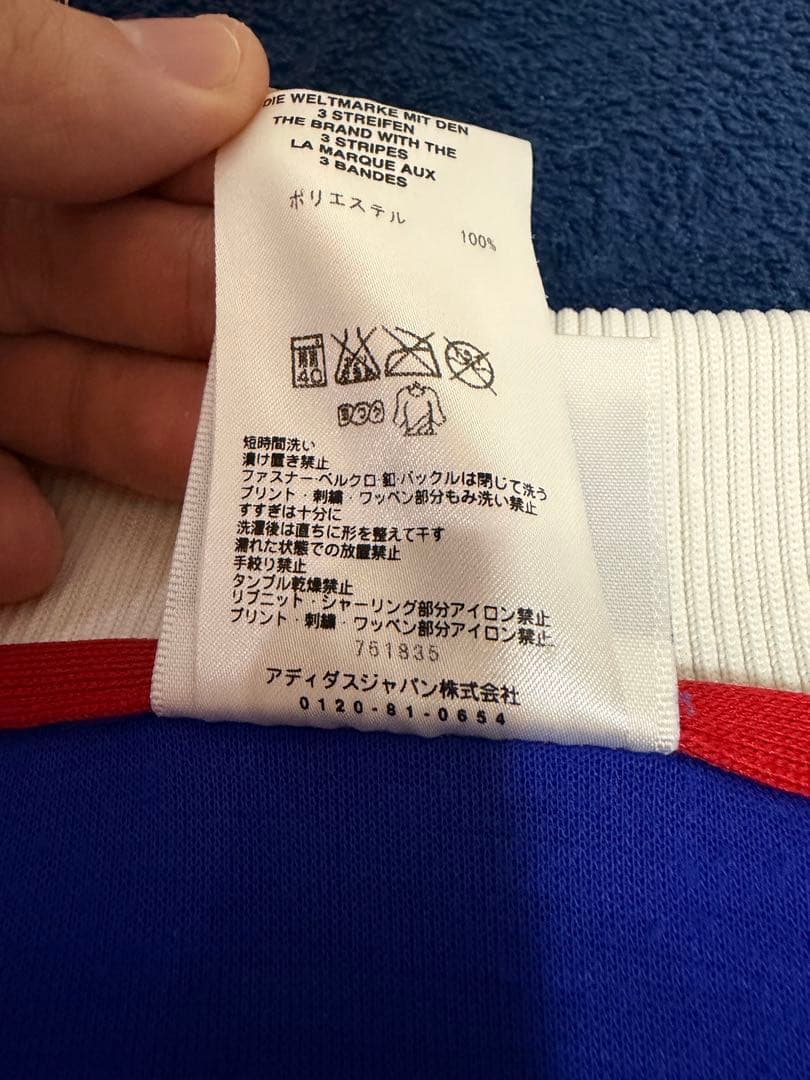 DIE WELTMARKE MIT DEN
3 STREIFEN
THE BRAND WITH THE
3 STRIPES
LA MARQUE AUX
3 BANDES
ポリエステル
100%
40
短時間洗い
漬け置き禁止
ファスナー・ベルクロ・釦・バックルは閉じて洗う
プリント・刺繍・ワッペン部分もみ洗い禁止
すすぎは十分に
洗濯後は直ちに形を整えて干す
濡れた状態での放置禁止
手絞り禁止
タンブル乾燥禁止
リブニット・シャーリング部分アイロン禁止
プリント・刺繍・ワッペン部分アイロン禁止
761835
アディダスジャパン株式会社
0120-81-0654